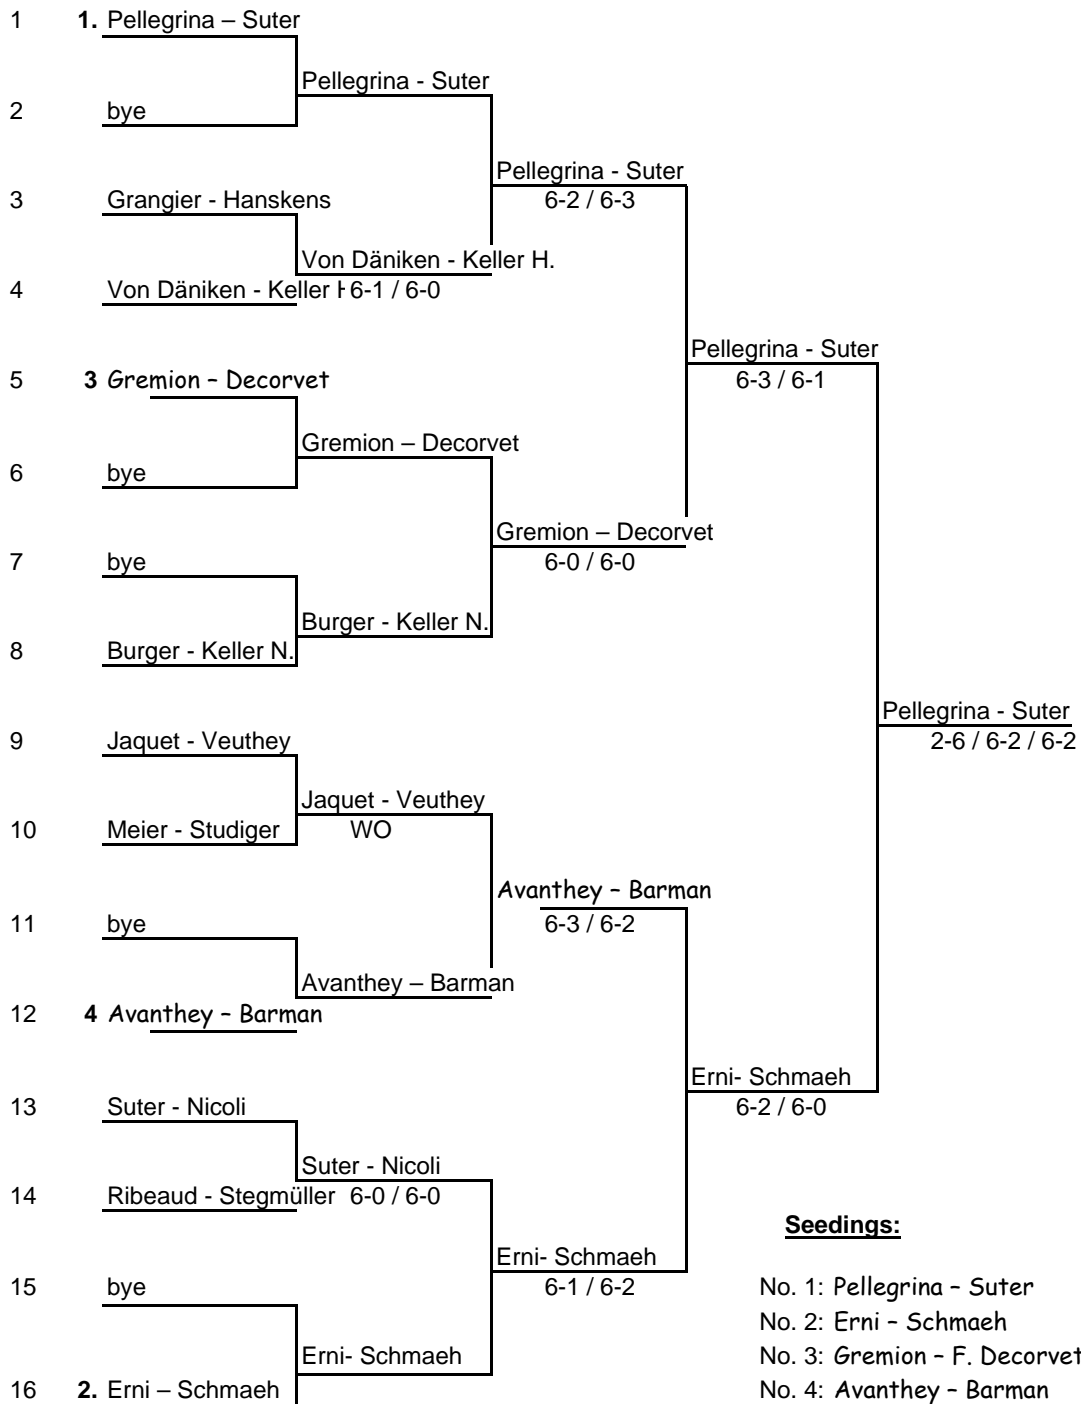 1 1. Pellegrina – Suter
Pellegrina - Suter
2 bye
Pellegrina - Suter
3 Grangier - Hanskens 6-2 / 6-3
Von Däniken - Keller H.
4 Von Däniken - Keller H 6-1 / 6-0
Pellegrina - Suter
5 3 Gremion – Decorvet 6-3 / 6-1
Gremion – Decorvet
6 bye
Gremion – Decorvet
7 bye 6-0 / 6-0
Burger - Keller N.
8 Burger - Keller N.
Pellegrina - Suter
9 Jaquet - Veuthey 2-6 / 6-2 / 6-2
Jaquet - Veuthey
10 Meier - Studiger WO
Avanthey – Barman
11 bye 6-3 / 6-2
Avanthey – Barman
12 4 Avanthey – Barman
Erni- Schmaeh
13 Suter - Nicoli 6-2 / 6-0
Suter - Nicoli
14 Ribeaud - Stegmüller 6-0 / 6-0
Seedings:
Erni- Schmaeh
15 bye 6-1 / 6-2 No. 1: Pellegrina – Suter
No. 2: Erni – Schmaeh
Erni- Schmaeh No. 3: Gremion – F. Decorvet
16 2. Erni – Schmaeh No. 4: Avanthey – Barman